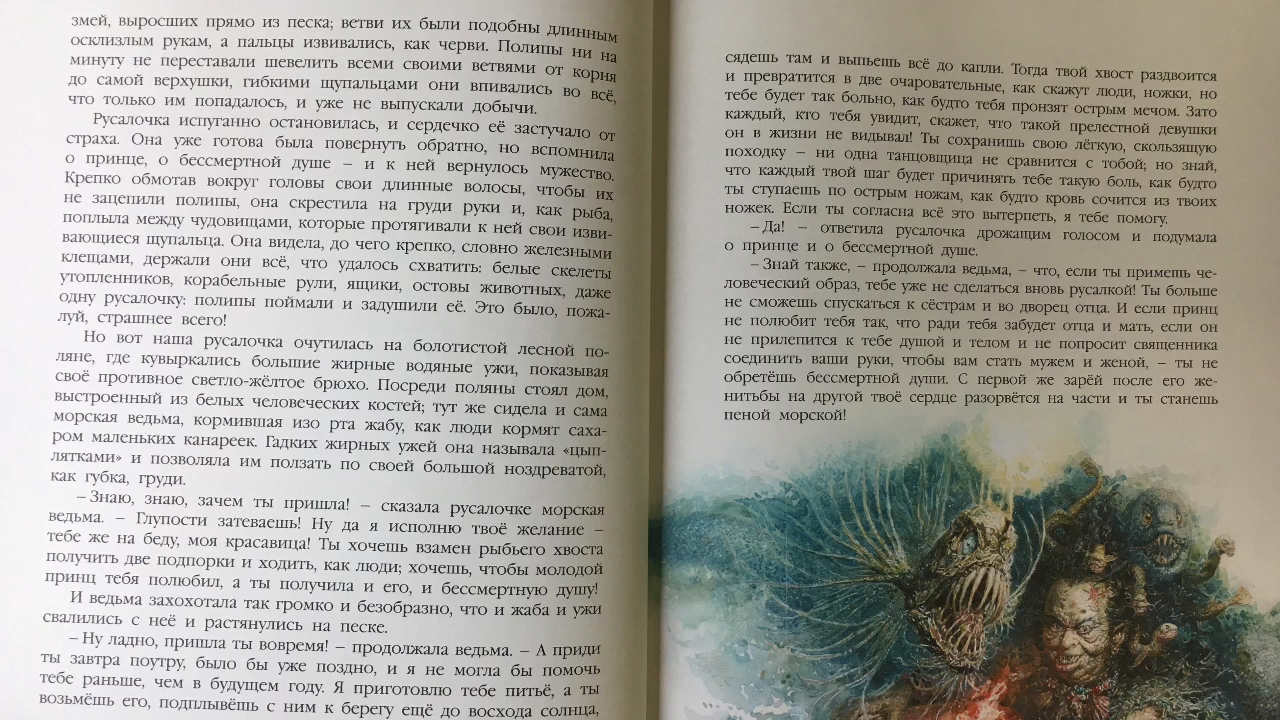 змей, выросших прямо из песка; ветви их были подобны длинным
осклизлым рукам, а пальцы извивались, как черви. Полипы ни на
минуту не переставали шевелить всеми своими ветвями от корня
до самой верхушки, гибкими щупальцами они впивались во всё,
что только им попадалось, и уже не выпускали добычи.
Русалочка испуганно остановилась, и сердечко её застучало от
страха. Она уже готова была повернуть обратно, но вспомнила
о принце, о бессмертной душе – и к ней вернулось мужество.
Крепко обмотав вокруг головы свои длинные волосы, чтобы их
не зацепили полипы, она скрестила на груди руки и, как рыба,
поплыла между чудовищами, которые протягивали к ней свои изви-
вающиеся щупальца. Она видела, до чего крепко, словно железными
клещами, держали они всё, что удалось схватить: белые скелеты
утопленников, корабельные рули, ящики, остовы животных, даже
одну русалочку: полипы поймали и задушили её. Это было, пожа-
луй, страшнее всего!
Но вот наша русалочка очутилась на болотистой лесной по-
ляне, где кувыркались большие жирные водяные ужи, показывая
своё противное светло-жёлтое брюхо. Посреди поляны стоял дом,
выстроенный из белых человеческих костей; тут же сидела и сама
морская ведьма, кормившая изо рта жабу, как люди кормят саха-
ром маленьких канареек. Гадких жирных ужей она называла «цып-
лятками» и позволяла им ползать по своей большой ноздреватой,
как губка, груди.
– Знаю, знаю, зачем ты пришла! – сказала русалочке морская
ведьма. – Глупости затеваешь! Ну да я исполню твоё желание –
тебе же на беду, моя красавица! Ты хочешь взамен рыбьего хвоста
получить две подпорки и ходить, как люди; хочешь, чтобы молодой
принц тебя полюбил, а ты получила и его, и бессмертную душу!
И ведьма захохотала так громко и безобразно, что и жаба и ужи
свалились с неё и растянулись на песке.
– Ну ладно, пришла ты вовремя! – продолжала ведьма. – А приди
ты завтра поутру, было бы уже поздно, и я не могла бы помочь
тебе раньше, чем в будущем году. Я приготовлю тебе питьё, а ты
возьмёшь его, подплывёшь с ним к берегу ещё до восхода солнца,
сядешь там и выпьешь всё до капли. Тогда твой хвост раздвоится
и превратится в две очаровательные, как скажут люди, ножки, но
тебе будет так больно, как будто тебя пронзят острым мечом. Зато
каждый, кто тебя увидит, скажет, что такой прелестной девушки
он в жизни не видывал! Ты сохранишь свою лёгкую, скользящую
походку – ни одна танцовщица не сравнится с тобой; но знай,
что каждый твой шаг будет причинять тебе такую боль, как будто
ты ступаешь по острым ножам, как будто кровь сочится из твоих
ножек. Если ты согласна всё это вытерпеть, я тебе помогу.
– Да! – ответила русалочка дрожащим голосом и подумала
о принце и о бессмертной душе.
– Знай также, – продолжала ведьма, – что, если ты примешь че-
ловеческий образ, тебе уже не сделаться вновь русалкой! Ты больше
не сможешь спускаться к сёстрам и во дворец отца. И если принц
не полюбит тебя так, что ради тебя забудет отца и мать, если он
не прилепится к тебе душой и телом и не попросит священника
соединить ваши руки, чтобы вам стать мужем и женой, – ты не
обретёшь бессмертной души. С первой же зарёй после его же-
нитьбы на другой твоё сердце разорвётся на части и ты станешь
пеной морской!